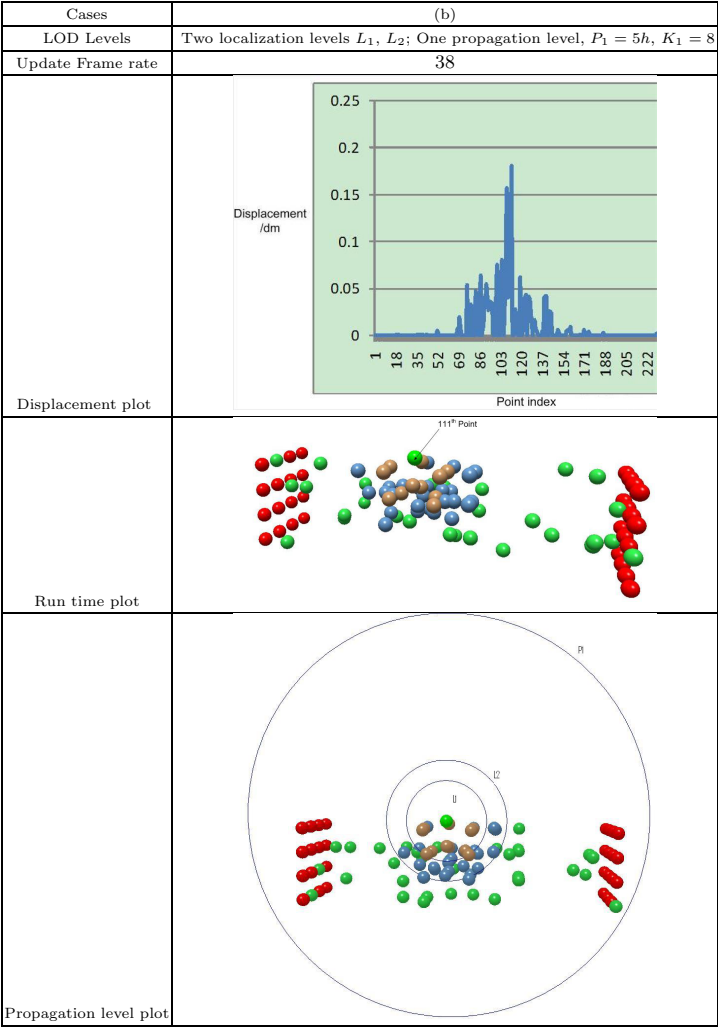 Cases (b)
LOD Levels Two localization levels L₁, L₂; One propagation level, P₁ = 5h, K₁ = 8
Update Frame rate 38
0.25
0.2
0.15
0.1
0.05
0
Displacement
/dm
1 18 35 52 69 86 103 120 137 154 171 188 205 222
Point index
Displacement plot
111th Point
Run time plot
P1
L2
L1
Propagation level plot